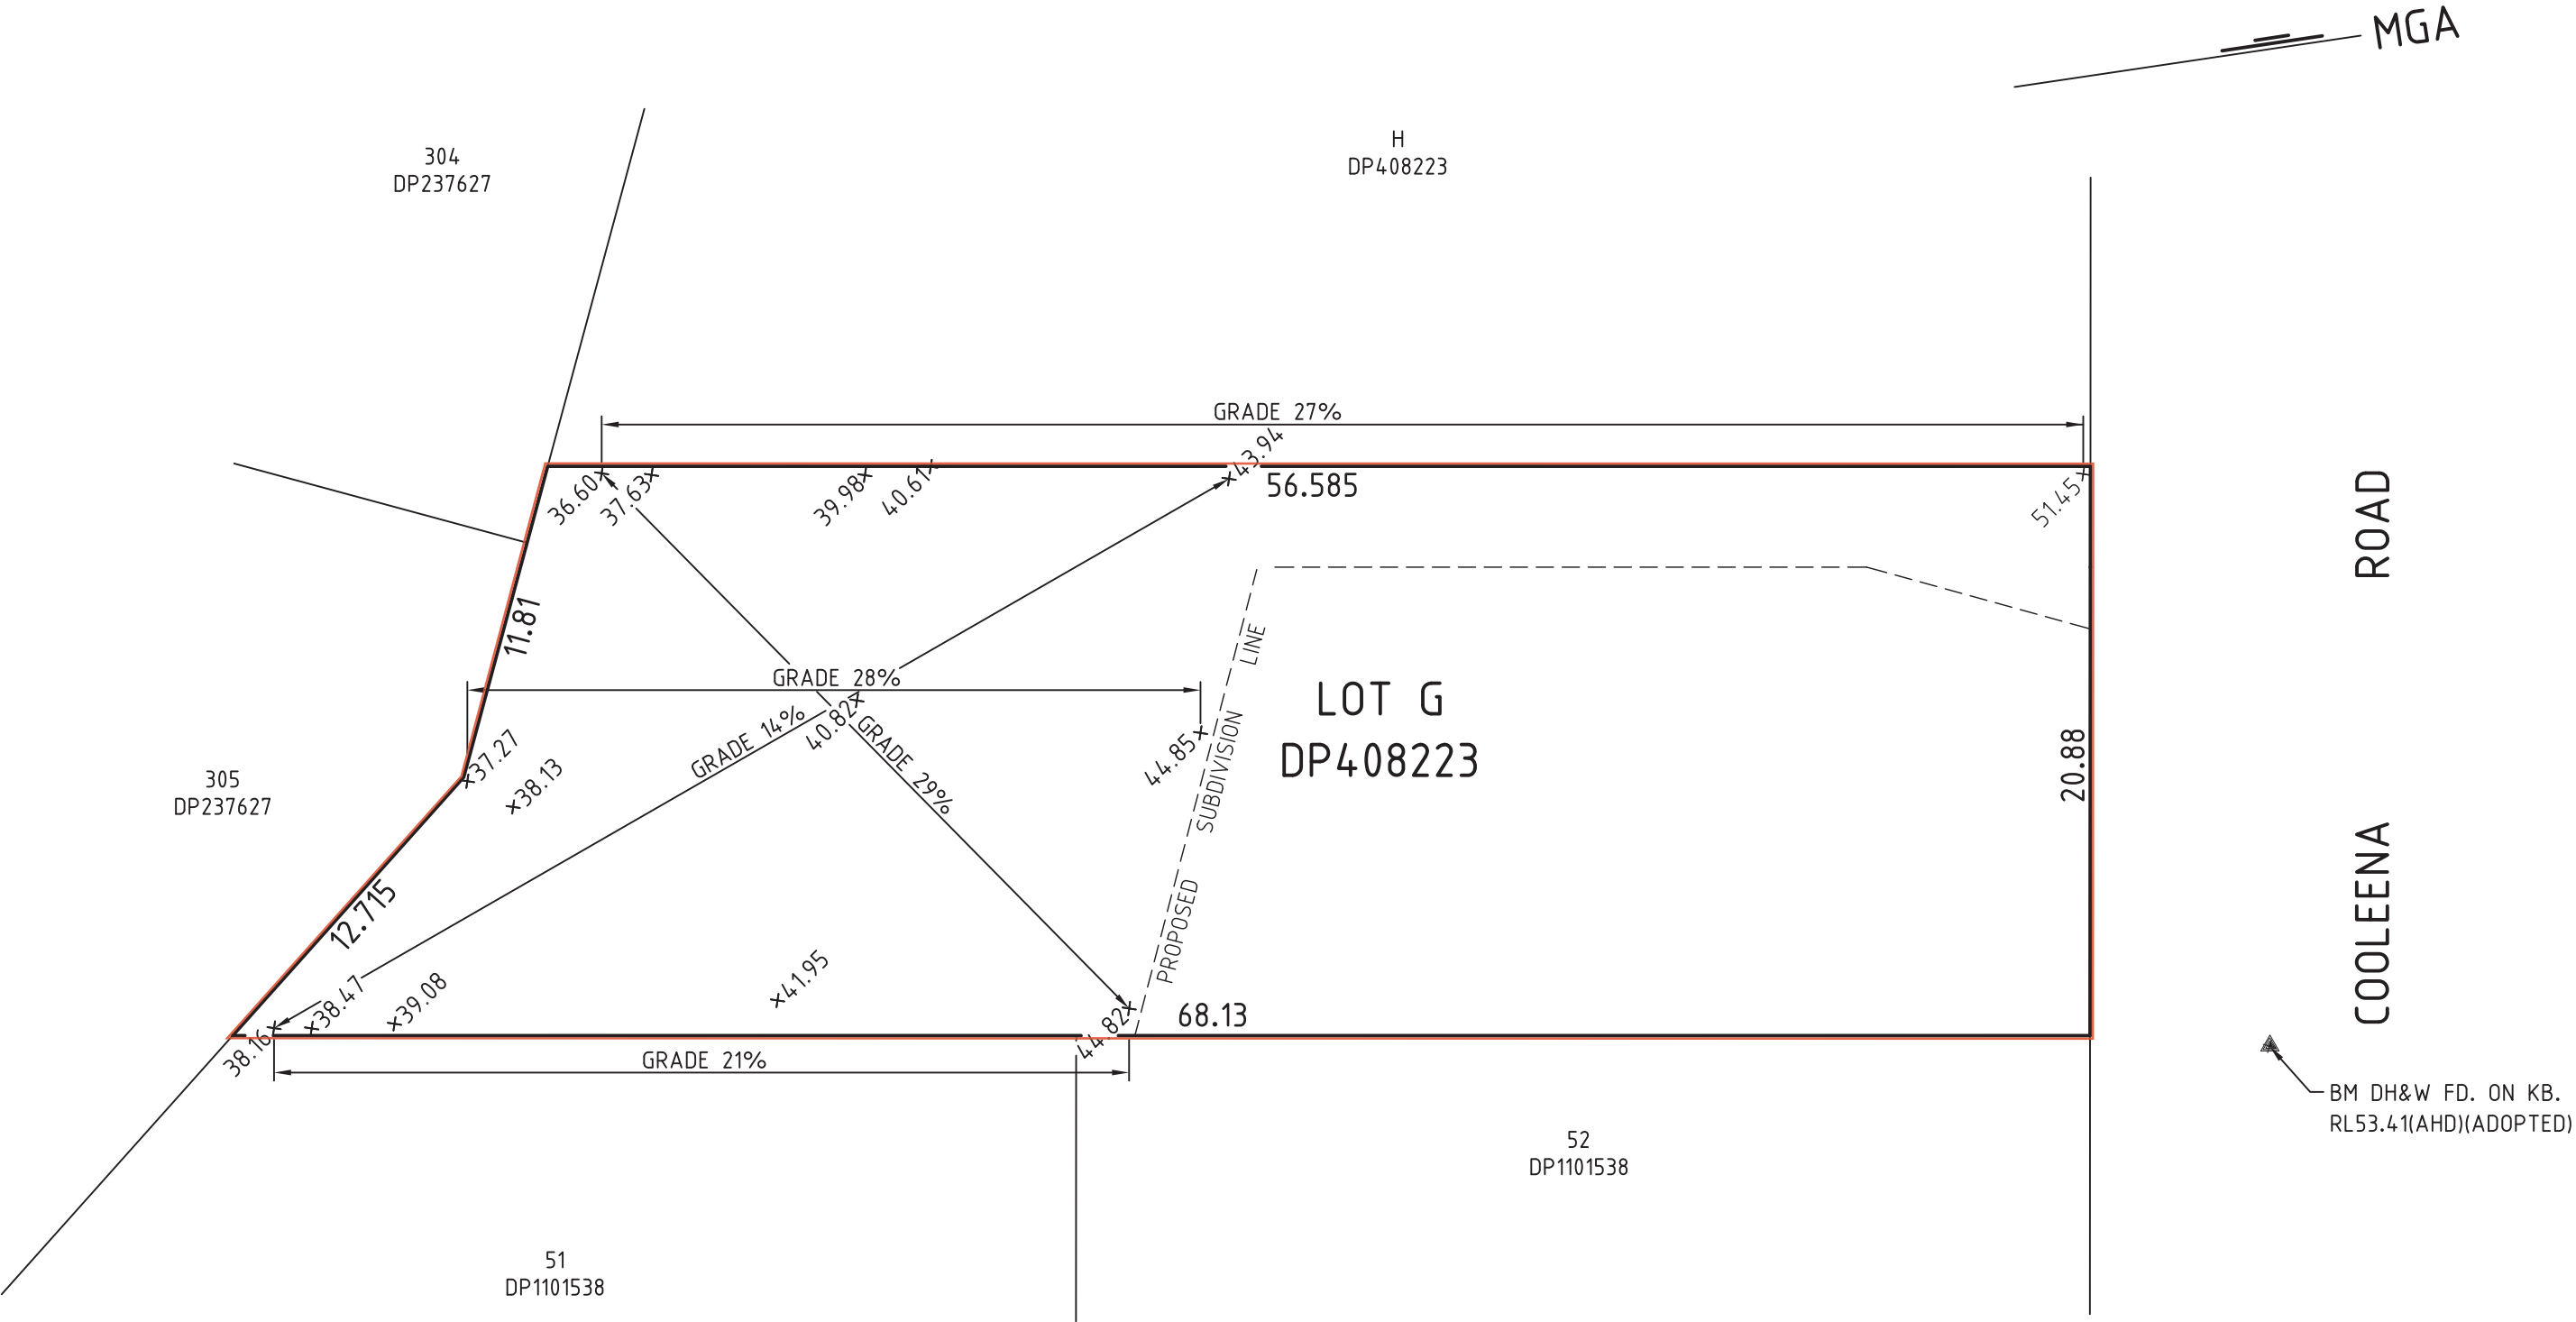 MGA
304
DP237627
H
DP408223
GRADE 27%
43.94
56.585
36.60
37.63
39.98
40.61
51.45
ROAD
11.81
GRADE 28%
LINE
LOT G
DP408223
GRADE 14%
40.82
GRADE 29%
44.85
SUBDIVISION
20.88
37.27
38.13
305
DP237627
12.715
PROPOSED
COOLEENA
41.95
38.47
39.08
38.16
44.82
68.13
GRADE 21%
BM DH&W FD. ON KB.
RL53.41(AHD)(ADOPTED)
52
DP1101538
51
DP1101538